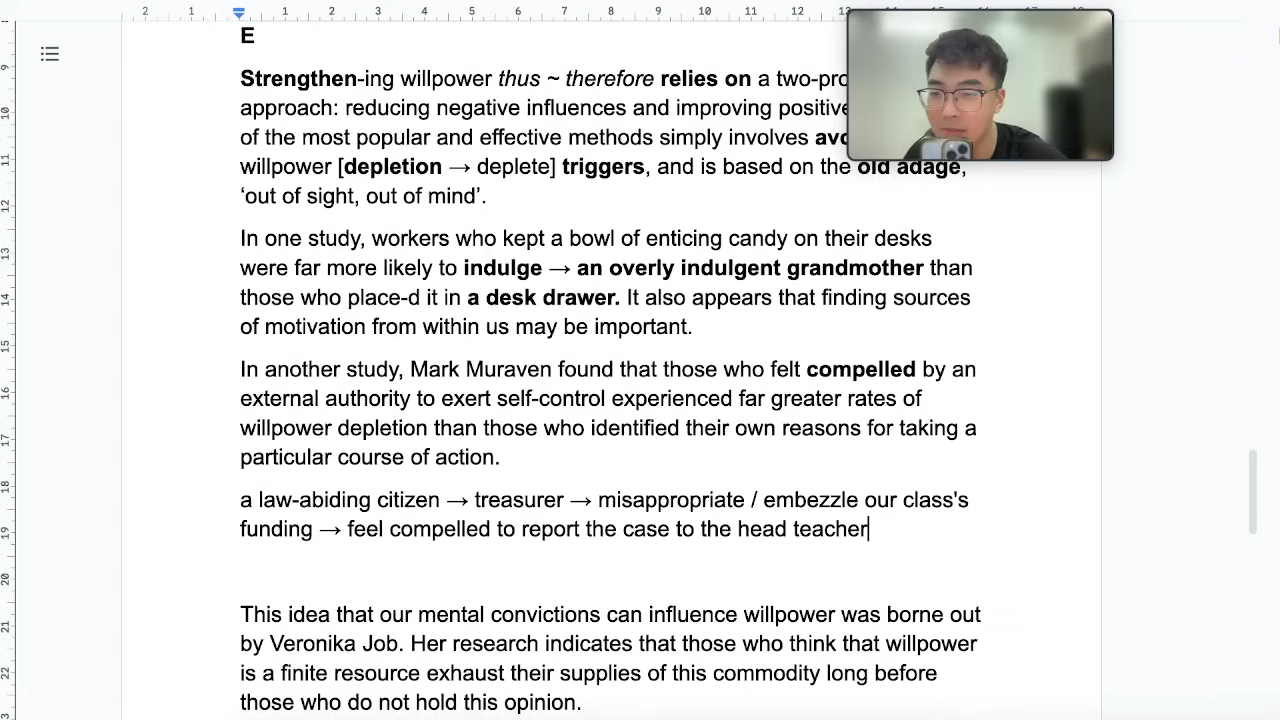 E
Strengthen-ing willpower thus ~ therefore relies on a two-pro
approach: reducing negative influences and improving positive
of the most popular and effective methods simply involves avo
willpower [depletion → deplete] triggers, and is based on the old adage,
‘out of sight, out of mind’.
In one study, workers who kept a bowl of enticing candy on their desks
were far more likely to indulge → an overly indulgent grandmother than
those who place-d it in a desk drawer. It also appears that finding sources
of motivation from within us may be important.
In another study, Mark Muraven found that those who felt compelled by an
external authority to exert self-control experienced far greater rates of
willpower depletion than those who identified their own reasons for taking a
particular course of action.
a law-abiding citizen → treasurer → misappropriate / embezzle our class's
funding → feel compelled to report the case to the head teacher
This idea that our mental convictions can influence willpower was borne out
by Veronika Job. Her research indicates that those who think that willpower
is a finite resource exhaust their supplies of this commodity long before
those who do not hold this opinion.